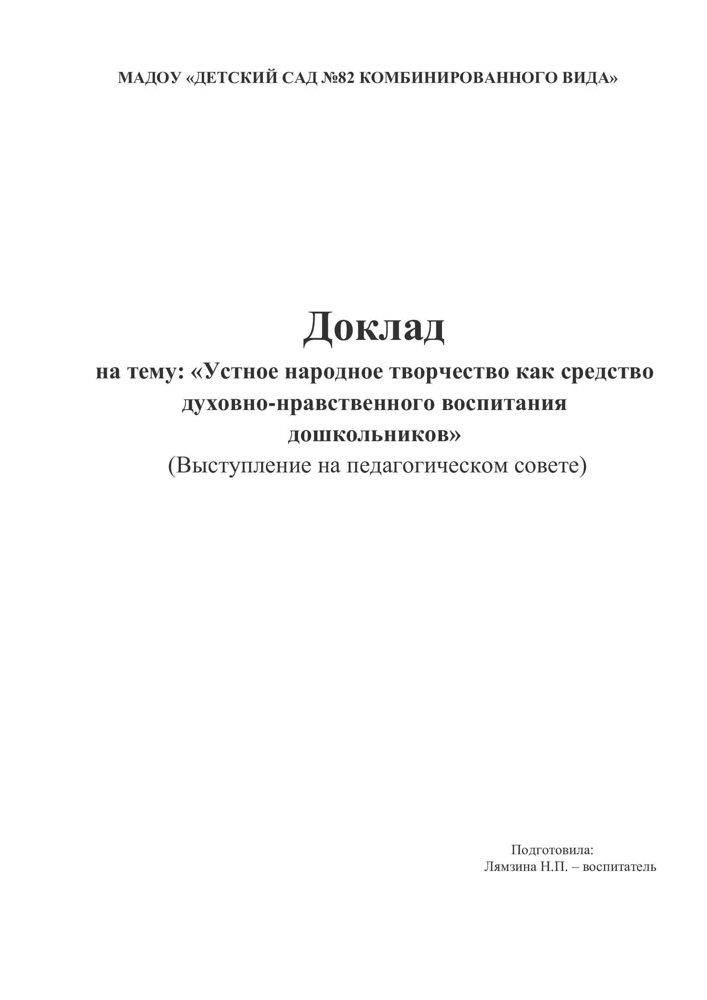 МАДОУ «ДЕТСКИЙ САД №82 КОМБИНИРОВАННОГО ВИДА»
Доклад
на тему: «Устное народное творчество как средство
духовно-нравственного воспитания
дошкольников»
(Выступление на педагогическом совете)
Подготовила:
Лямзина Н.П. – воспитатель